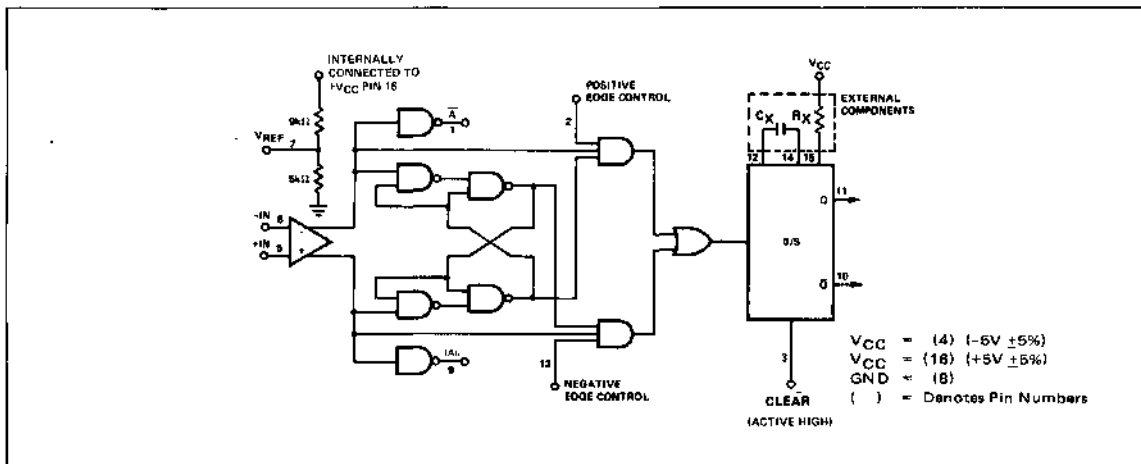 INTERNALLY
CONNECTED TO
+VCC PIN 16
9kΩ
VREF 7
5kΩ
-IN 6
+IN 5
-
+
A
1
9
POSITIVE
EDGE CONTROL
2
13
NEGATIVE
EDGE CONTROL
VCC
EXTERNAL
COMPONENTS
CX RX
12 14 15
Q 11
O/S
Q 10
3
CLEAR
(ACTIVE HIGH)
VCC = (4) (-5V ±5%)
VCC = (16) (+5V ±5%)
GND = (8)
( ) = Denotes Pin Numbers